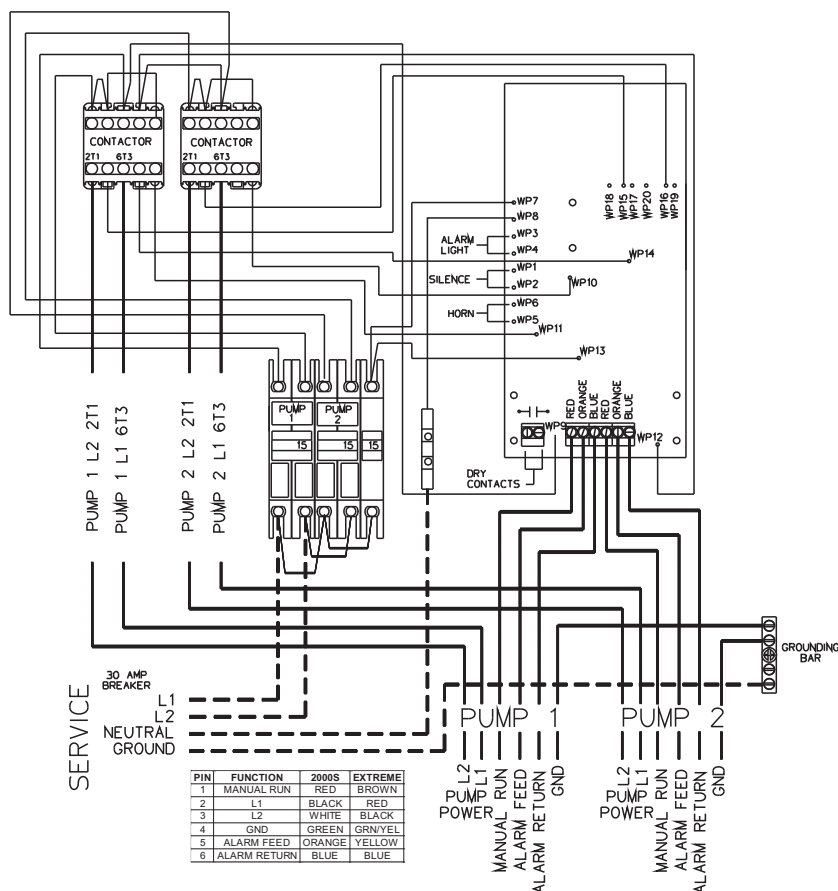 CONTACTOR
2T1 6T3
CONTACTOR
2T1 6T3
WP18
WP15
WP17
WP20
WP16
WP19
WP7
WP8
ALARM
LIGHT
WP3
WP4
WP14
SILENCE
WP1
WP2
WP10
HORN
WP6
WP5
WP11
WP13
PUMP
1
PUMP
2
15
15
15
RED
ORANGE
BLUE
RED
ORANGE
BLUE
WP9
WP12
DRY
CONTACTS
PUMP 1 L2 2T1
PUMP 1 L1 6T3
PUMP 2 L2 2T1
PUMP 2 L1 6T3
GROUNDING
BAR
SERVICE
30 AMP
BREAKER
L1
L2
NEUTRAL
GROUND
PUMP 1
PUMP 2
L2
L1
PUMP
POWER
MANUAL RUN
ALARM FEED
ALARM RETURN
GND
L2
L1
PUMP
POWER
MANUAL RUN
ALARM FEED
ALARM RETURN
GND
PIN FUNCTION 2000S EXTREME
1 MANUAL RUN RED BROWN
2 L1 BLACK RED
3 L2 WHITE BLACK
4 GND GREEN GRN/YEL
5 ALARM FEED ORANGE YELLOW
6 ALARM RETURN BLUE BLUE